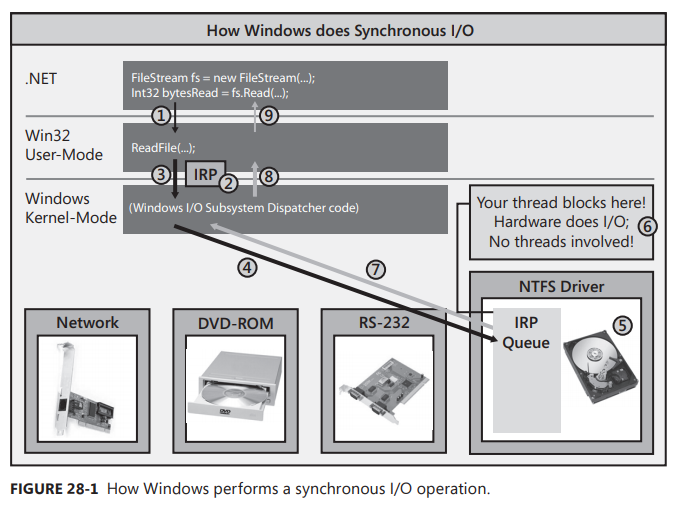 How Windows does Synchronous I/O
.NET
FileStream fs = new FileStream(...);
Int32 bytesRead = fs.Read(...);
1
9
Win32
User-Mode
ReadFile(...);
3
IRP
2
8
Windows
Kernel-Mode
(Windows I/O Subsystem Dispatcher code)
Your thread blocks here!
Hardware does I/O;
No threads involved!
6
4
7
NTFS Driver
Network
DVD-ROM
RS-232
IRP
Queue
5
DVD
FIGURE 28-1 How Windows performs a synchronous I/O operation.